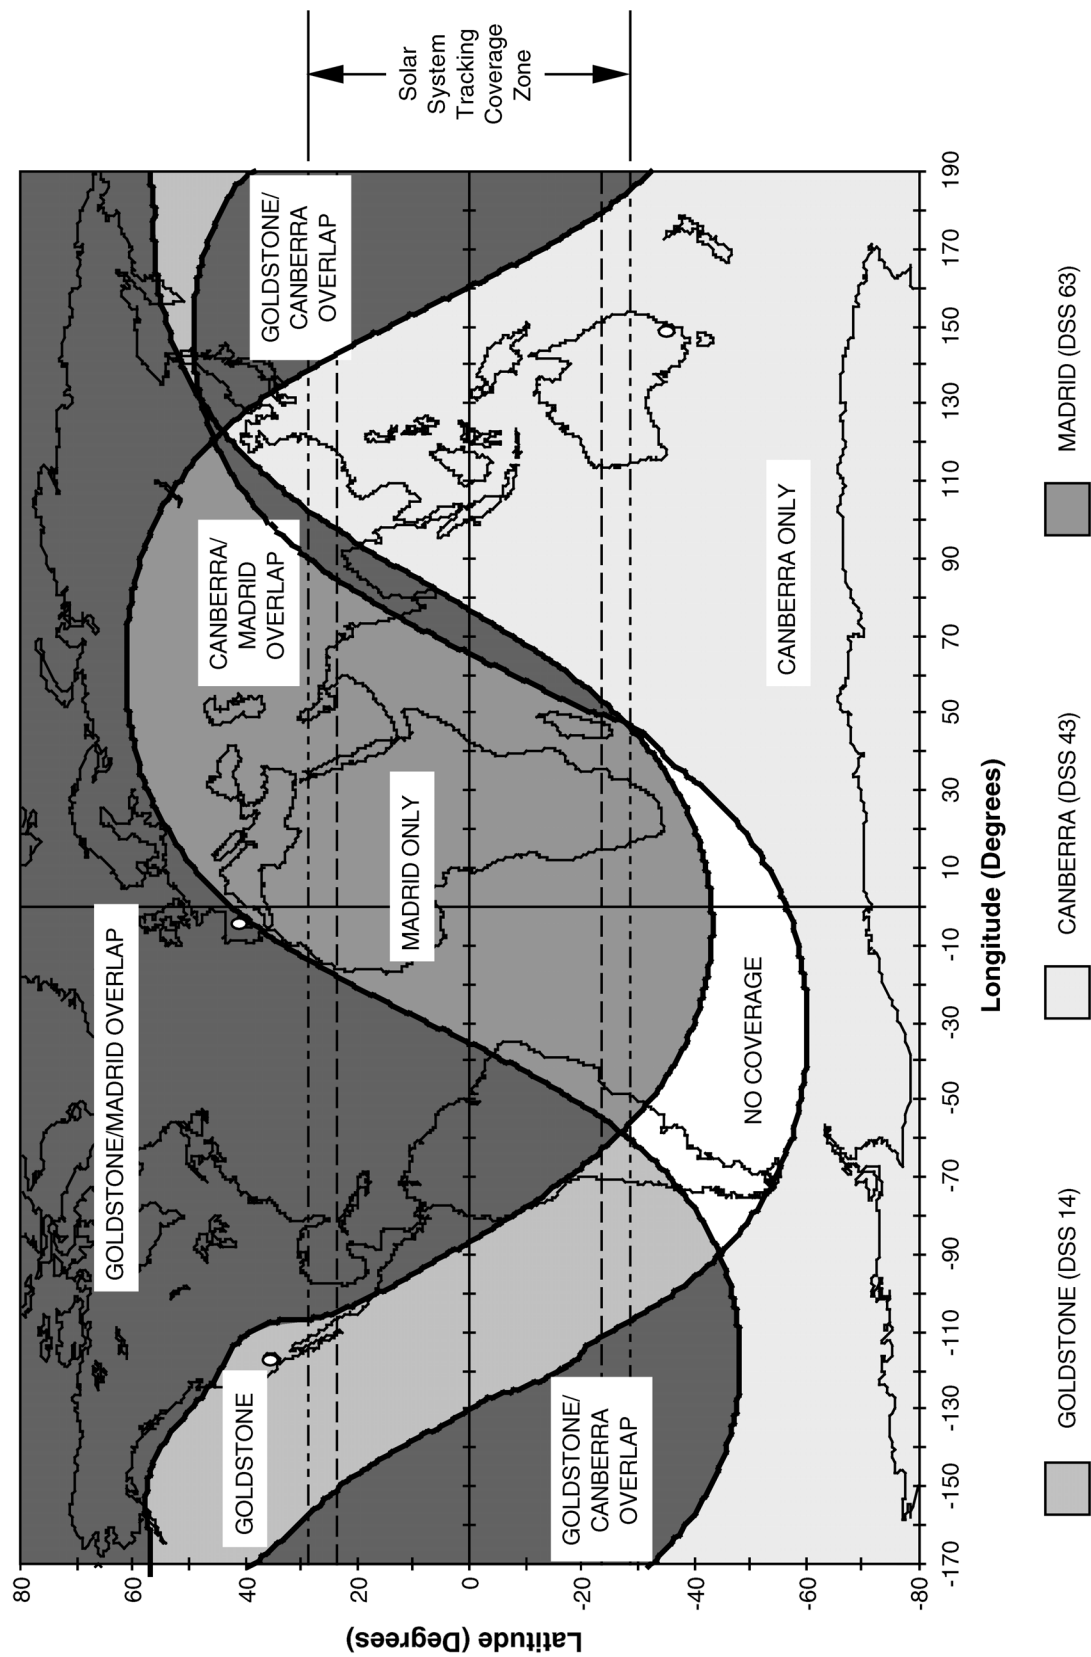 Solar
System
Tracking
Coverage
Zone
GOLDSTONE/MADRID OVERLAP
GOLDSTONE
GOLDSTONE/
CANBERRA
OVERLAP
MADRID ONLY
NO COVERAGE
CANBERRA/
MADRID
OVERLAP
GOLDSTONE/
CANBERRA
OVERLAP
CANBERRA ONLY
Latitude (Degrees)
80
60
40
20
0
-20
-40
-60
-80
-170
-150
-130
-110
-90
-70
-50
-30
-10
10
30
50
70
90
110
130
150
170
190
Longitude (Degrees)
GOLDSTONE (DSS 14)
CANBERRA (DSS 43)
MADRID (DSS 63)